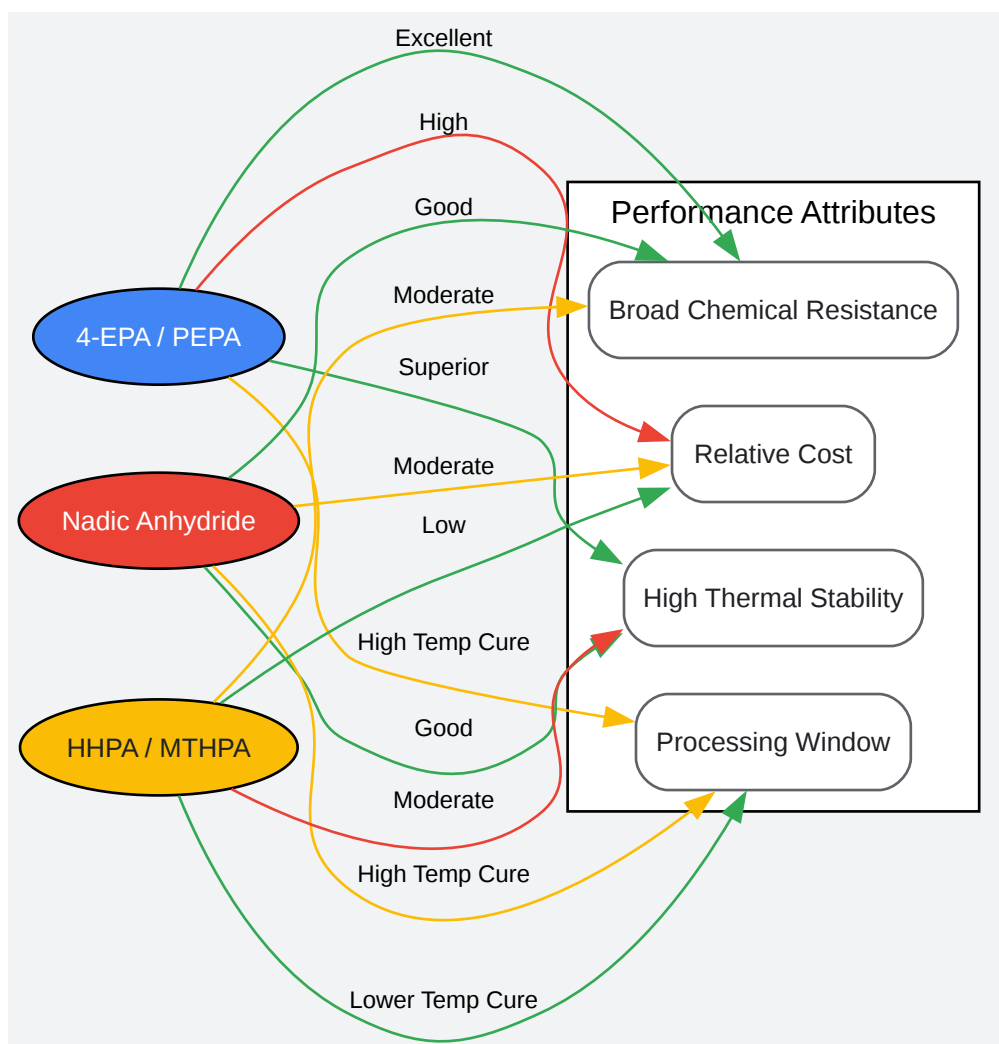 Excellent
High
Good
Performance Attributes
Moderate
Broad Chemical Resistance
4-EPA / PEPA
Superior
Moderate
Relative Cost
Nadic Anhydride
Low
High Thermal Stability
High Temp Cure
Good
HHPA / MTHPA
Processing Window
Moderate
High Temp Cure
Lower Temp Cure